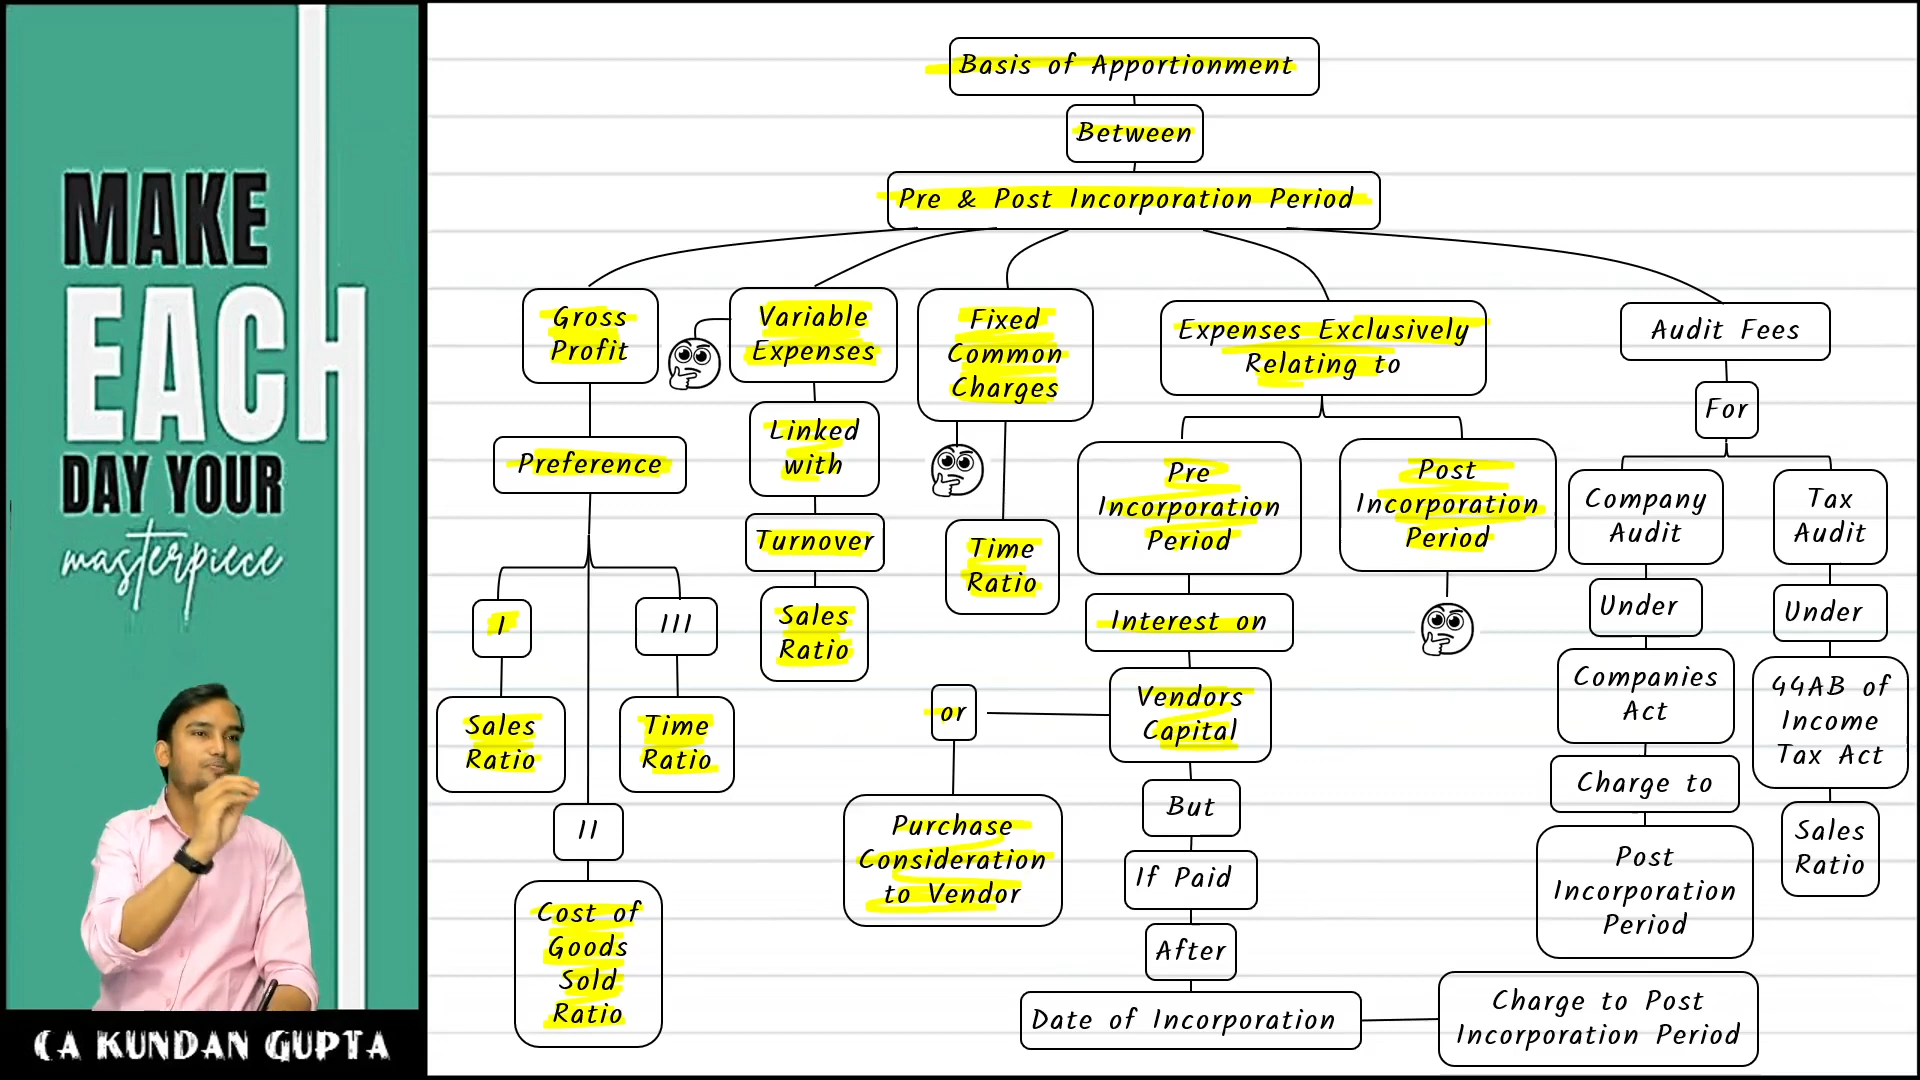 MAKE
EACH
DAY YOUR
masterpiece
CA KUNDAN GUPTA
Basis of Apportionment
Between
Pre & Post Incorporation Period
Gross
Profit
Preference
I
Sales
Ratio
II
Cost of
Goods
Sold
Ratio
III
Time
Ratio
Variable
Expenses
Linked
with
Turnover
Sales
Ratio
Fixed
Common
Charges
Time
Ratio
Expenses Exclusively
Relating to
Pre
Incorporation
Period
Interest on
Vendors
Capital
or
Purchase
Consideration
to Vendor
But
If Paid
After
Date of Incorporation
Charge to Post
Incorporation Period
Post
Incorporation
Period
Audit Fees
For
Company
Audit
Under
Companies
Act
Charge to
Post
Incorporation
Period
Tax
Audit
Under
44AB of
Income
Tax Act
Sales
Ratio